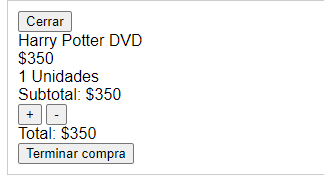 Cerrar
Harry Potter DVD
$350
1 Unidades
Subtotal: $350
+ -
Total: $350
Terminar compra